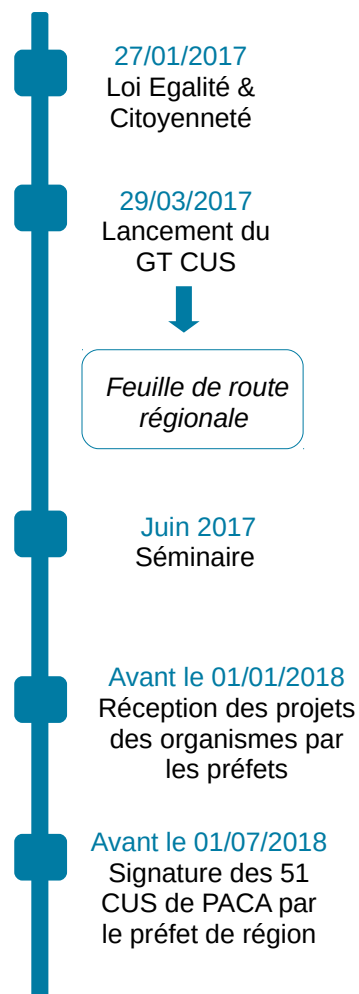 27/01/2017
Loi Egalité &
Citoyenneté
29/03/2017
Lancement du
GT CUS
Feuille de route
régionale
Juin 2017
Séminaire
Avant le 01/01/2018
Réception des projets
des organismes par
les préfets
Avant le 01/07/2018
Signature des 51
CUS de PACA par
le préfet de région